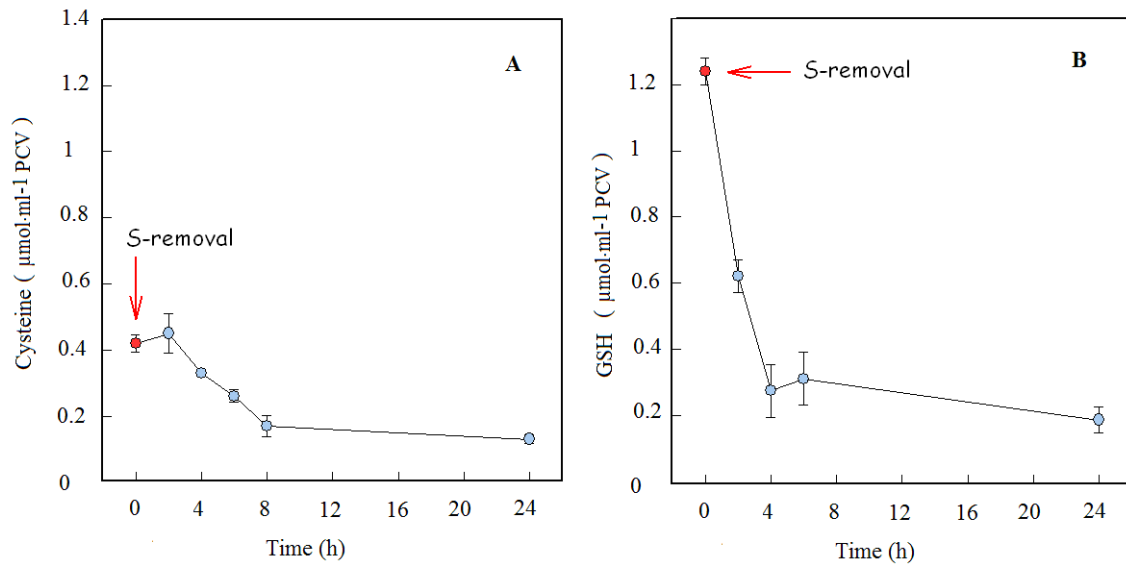 1.4
1.2
1
0.8
0.6
0.4
0.2
0
Cysteine ( µmol·ml-1 PCV )
A
S-removal
0 4 8 12 16 20 24
Time (h)
1.2
1
0.8
0.6
0.4
0.2
0
GSH ( µmol·ml-1 PCV )
B
S-removal
0 4 8 12 16 20 24
Time (h)